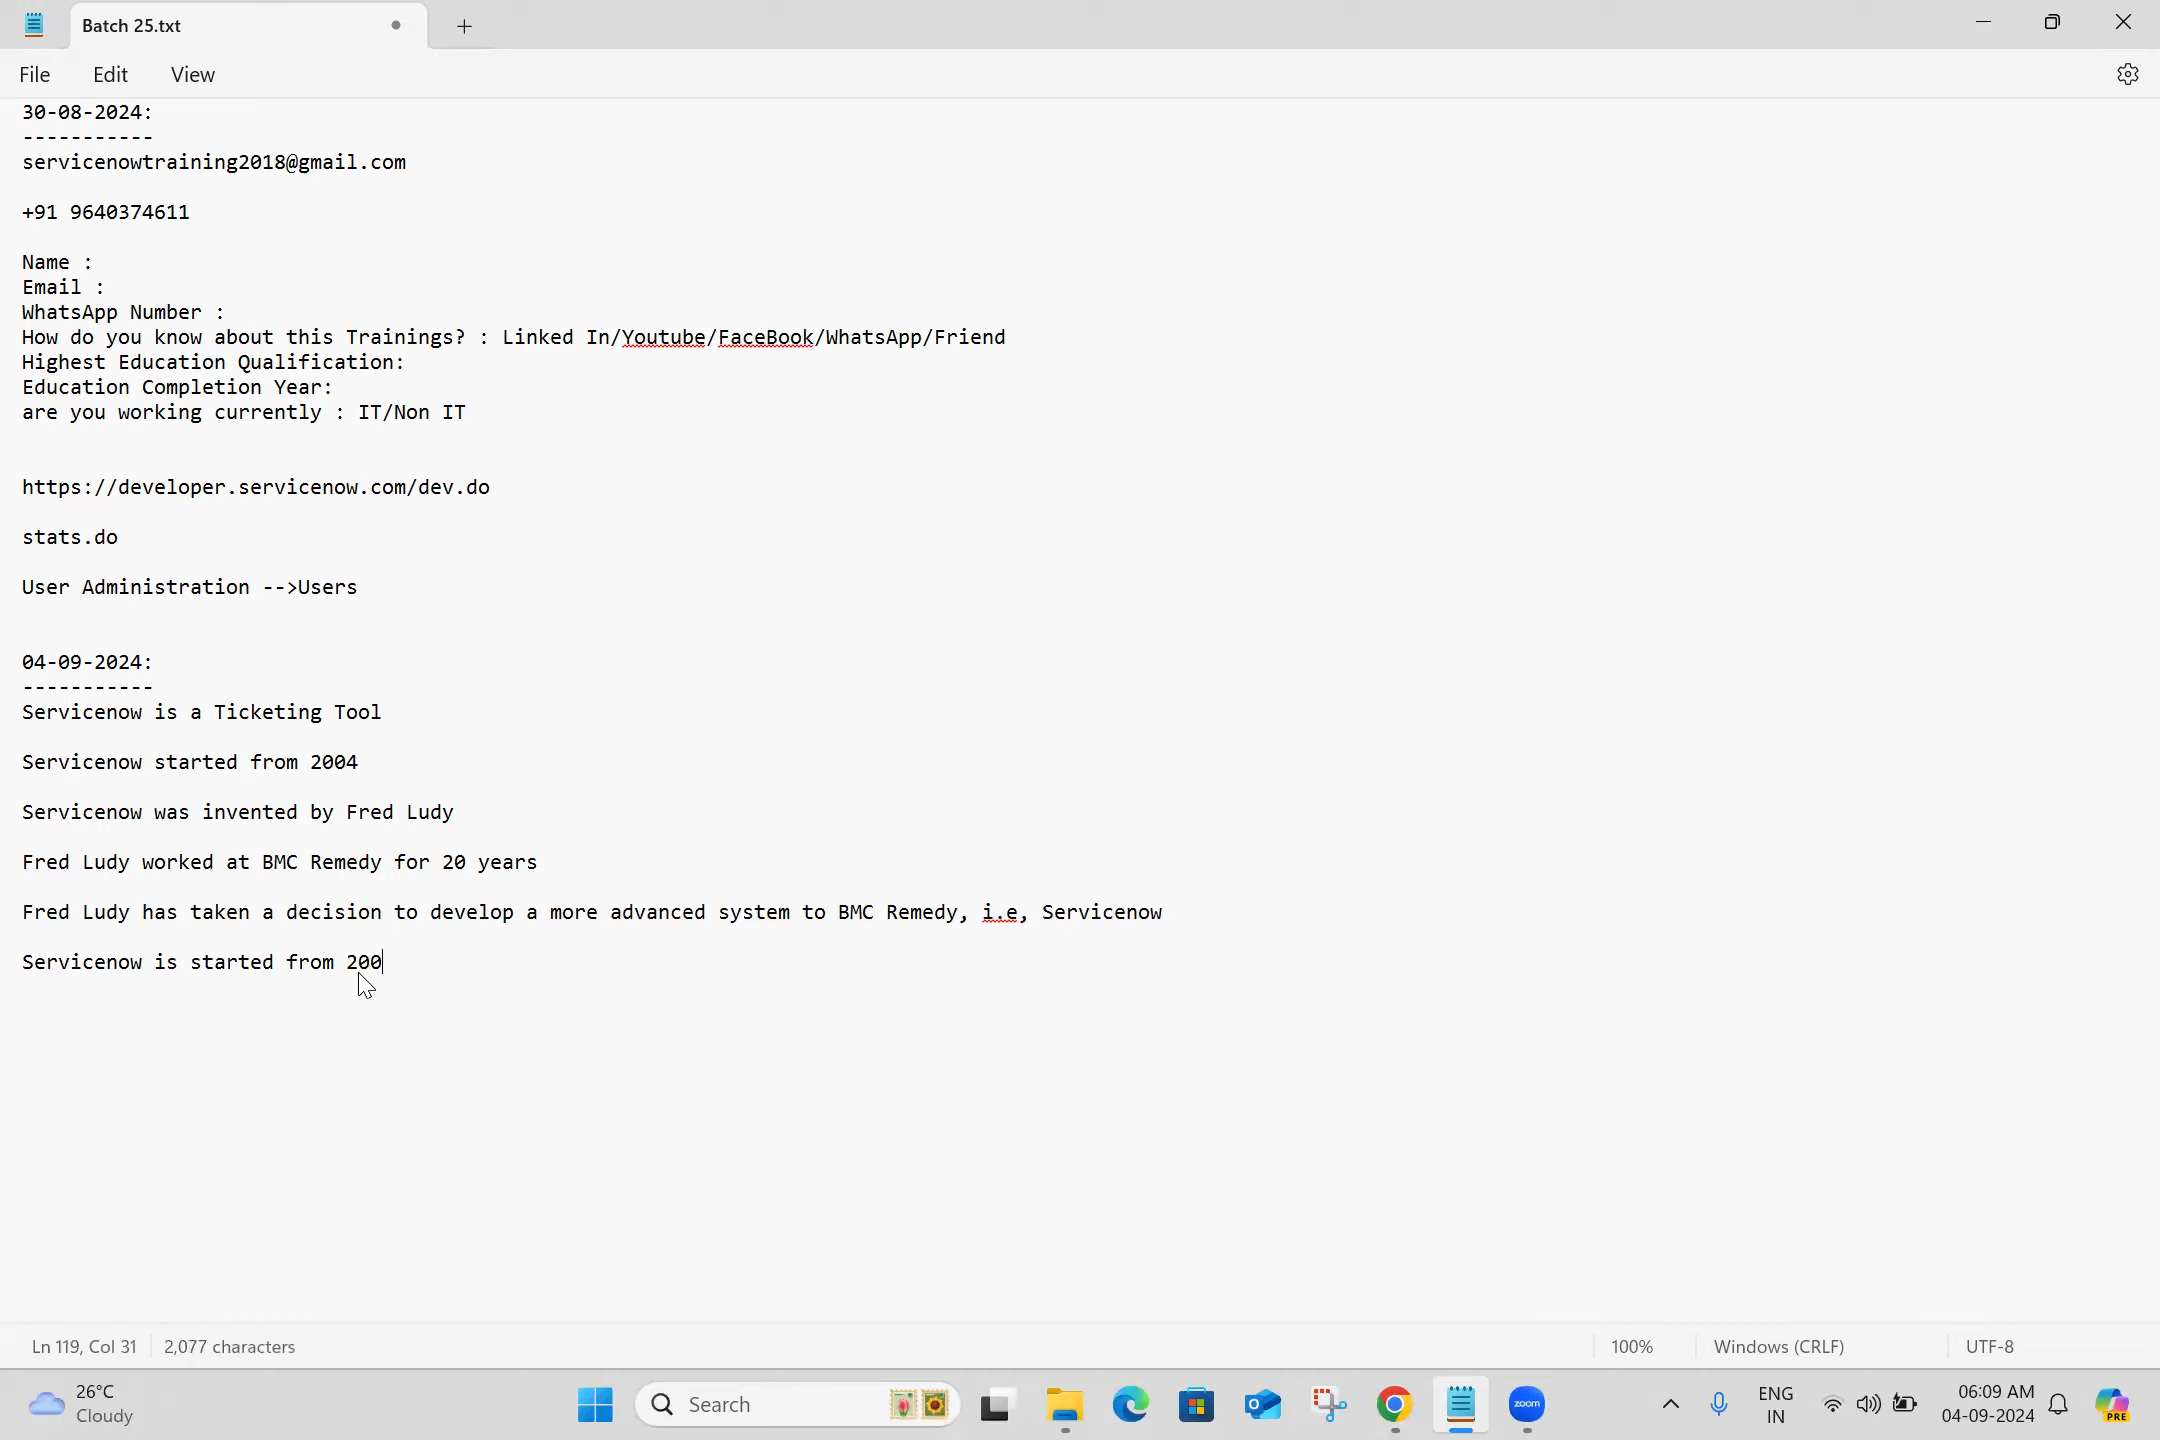 Batch 25.txt
File Edit View
30-08-2024:
-----------
servicenowtraining2018@gmail.com
+91 9640374611
Name :
Email :
WhatsApp Number :
How do you know about this Trainings? : Linked In/Youtube/FaceBook/WhatsApp/Friend
Highest Education Qualification:
Education Completion Year:
are you working currently : IT/Non IT
https://developer.servicenow.com/dev.do
stats.do
User Administration -->Users
04-09-2024:
-----------
Servicenow is a Ticketing Tool
Servicenow started from 2004
Servicenow was invented by Fred Ludy
Fred Ludy worked at BMC Remedy for 20 years
Fred Ludy has taken a decision to develop a more advanced system to BMC Remedy, i.e, Servicenow
Servicenow is started from 200
Ln 119, Col 31 2,077 characters 100% Windows (CRLF) UTF-8
26°C
Cloudy
Search
zoom
ENG
IN
06:09 AM
04-09-2024
PRE